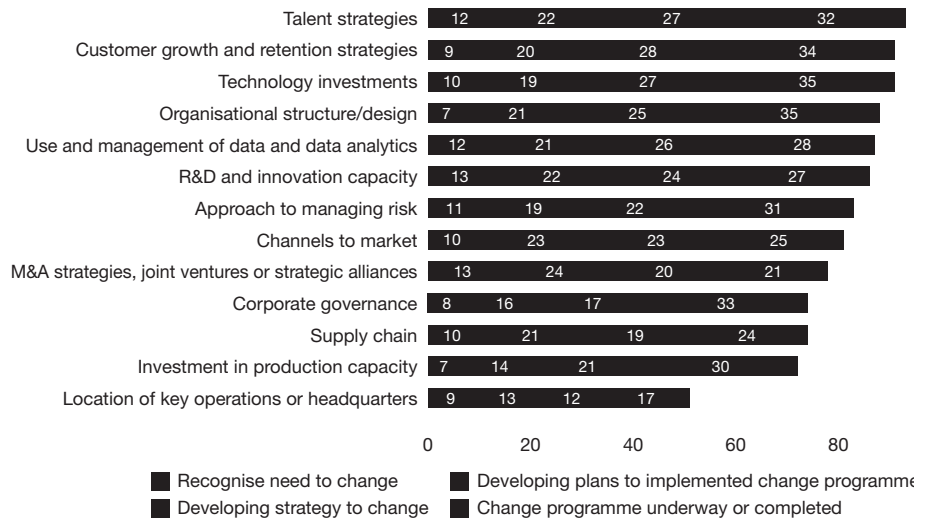 Talent strategies 12 22 27 32
Customer growth and retention strategies 9 20 28 34
Technology investments 10 19 27 35
Organisational structure/design 7 21 25 35
Use and management of data and data analytics 12 21 26 28
R&D and innovation capacity 13 22 24 27
Approach to managing risk 11 19 22 31
Channels to market 10 23 23 25
M&A strategies, joint ventures or strategic alliances 13 24 20 21
Corporate governance 8 16 17 33
Supply chain 10 21 19 24
Investment in production capacity 7 14 21 30
Location of key operations or headquarters 9 13 12 17
0 20 40 60 80
Recognise need to change Developing plans to implemented change programme
Developing strategy to change Change programme underway or completed